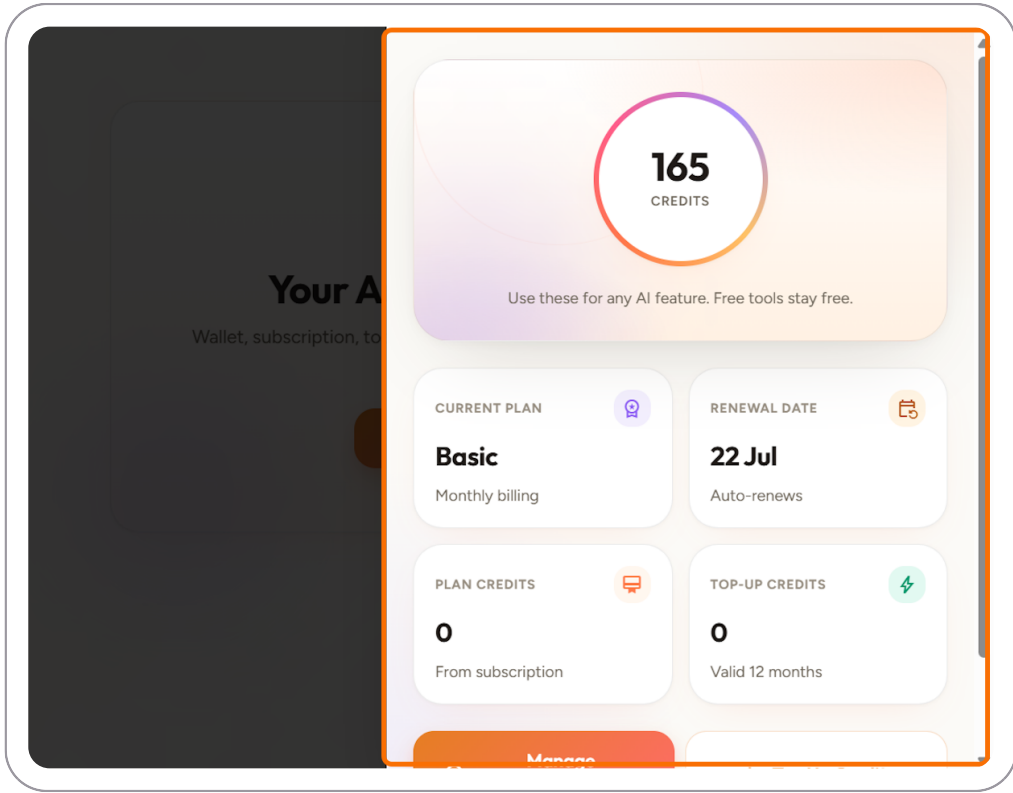 165
CREDITS
Use these for any AI feature. Free tools stay free.
Your A
Wallet, subscription, to
CURRENT PLAN
Basic
Monthly billing
RENEWAL DATE
22 Jul
Auto-renews
PLAN CREDITS
0
From subscription
TOP-UP CREDITS
0
Valid 12 months
Manage